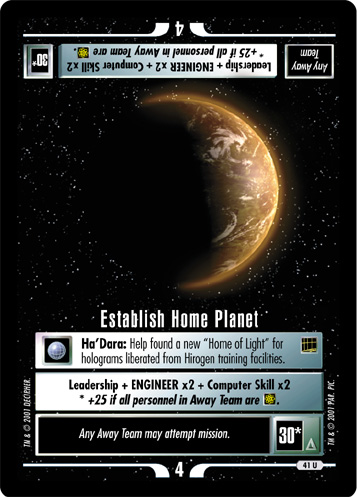 4
Leadership + ENGINEER x2 + Computer Skill x2
* +25 if all personnel in Away Team are
30*
Any Away
Team
Establish Home Planet
Ha'Dara: Help found a new "Home of Light" for
holograms liberated from Hirogen training facilities.
Leadership + ENGINEER x2 + Computer Skill x2
* +25 if all personnel in Away Team are .
Any Away Team may attempt mission.
30*
TM & © 2001 DECIPHER.
TM & © 2001 PAR. PIC.
4
41 U